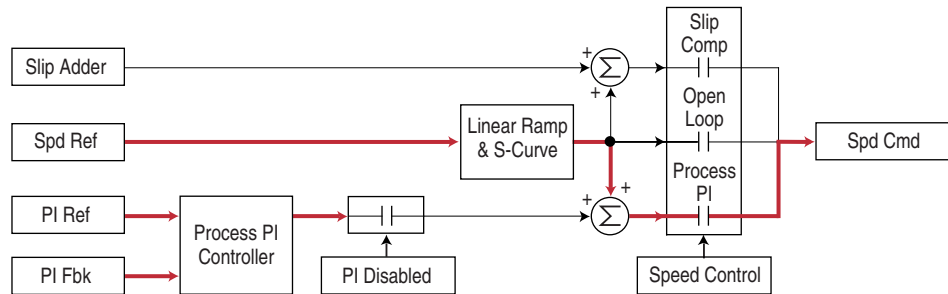 Slip
Comp
+
Slip Adder
Σ
+
Open
Loop
Spd Ref
Linear Ramp
& S-Curve
Spd Cmd
Process
PI
+
+
PI Ref
Σ
Process PI
Controller
PI Fbk
PI Disabled
Speed Control